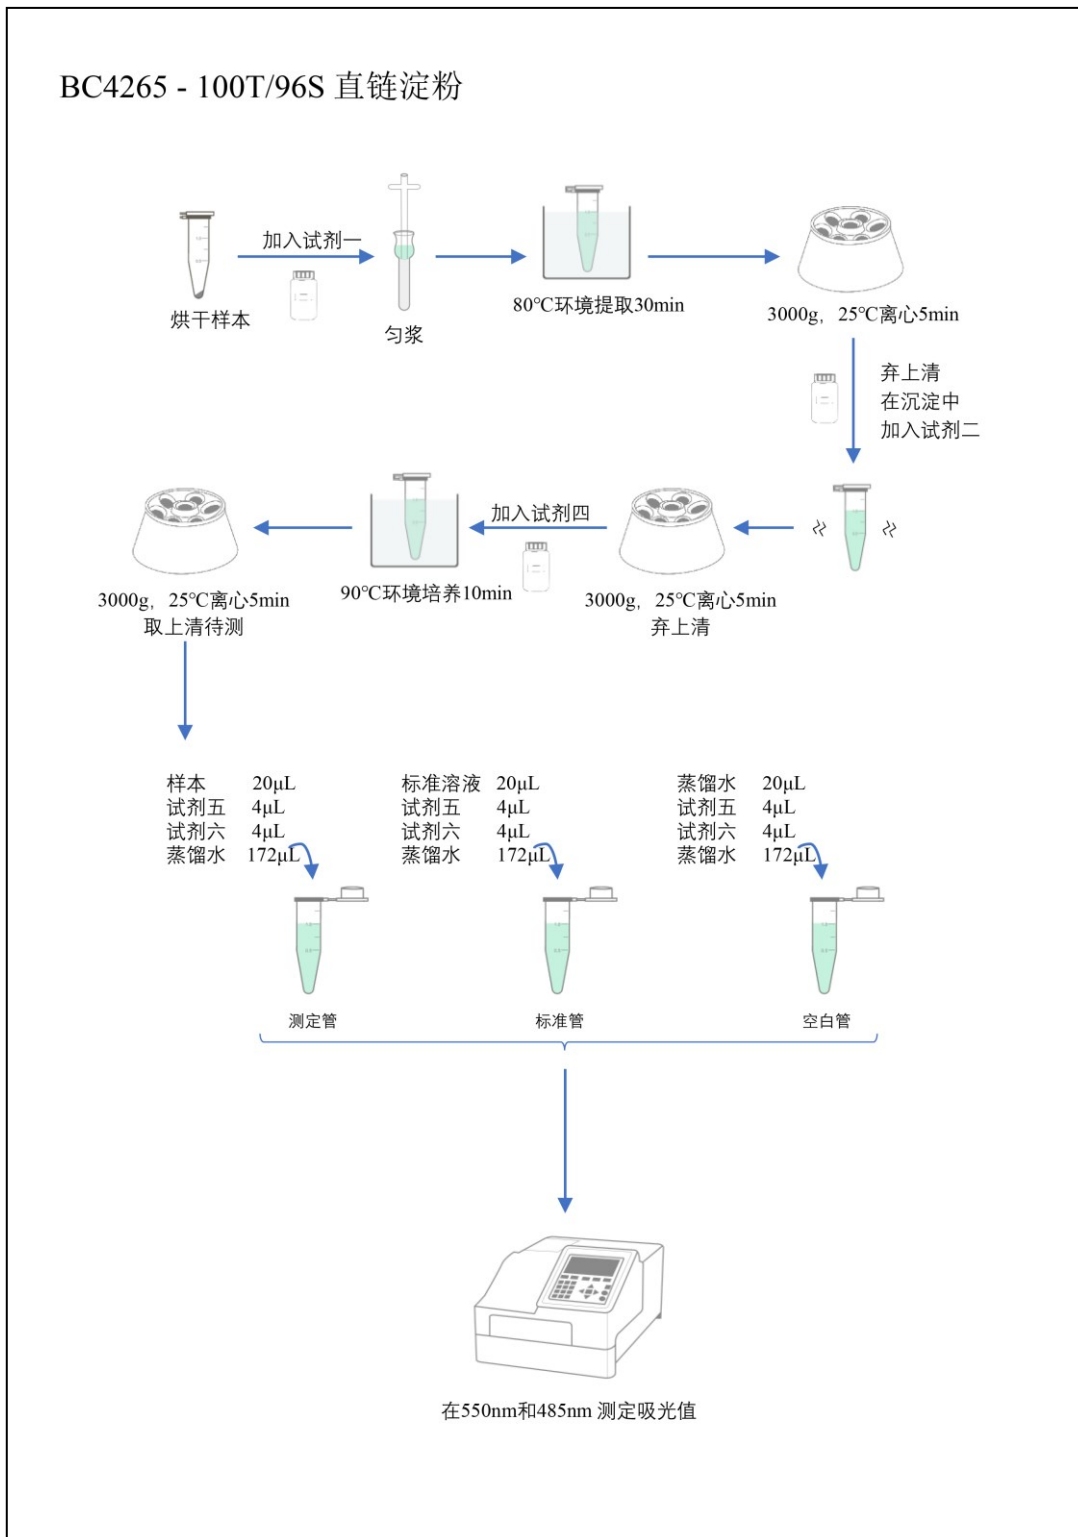 BC4265 - 100T/96S 直链淀粉
加入试剂一
烘干样本
匀浆
80℃环境提取30min
3000g，25℃离心5min
弃上清
在沉淀中
加入试剂二
3000g，25℃离心5min
弃上清
加入试剂四
90℃环境培养10min
3000g，25℃离心5min
取上清待测
样本 20μL
试剂五 4μL
试剂六 4μL
蒸馏水 172μL
标准溶液 20μL
试剂五 4μL
试剂六 4μL
蒸馏水 172μL
蒸馏水 20μL
试剂五 4μL
试剂六 4μL
蒸馏水 172μL
测定管
标准管
空白管
在550nm和485nm 测定吸光值